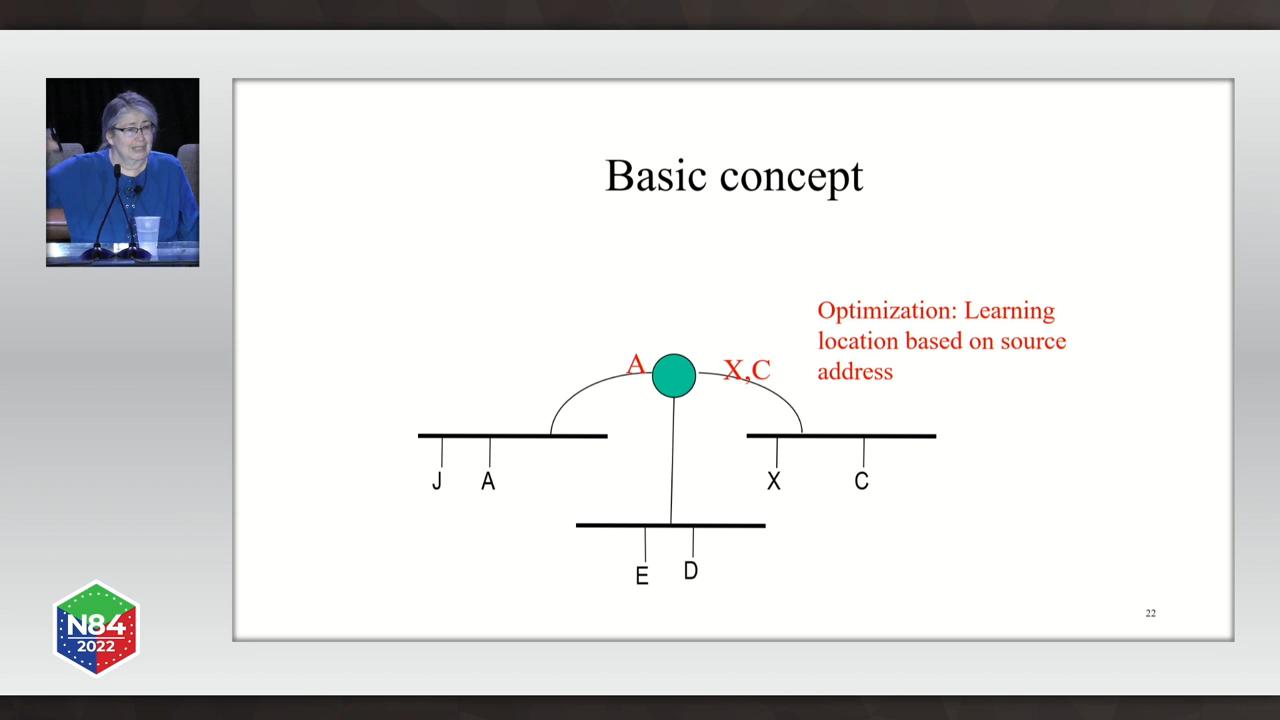 Basic concept
Optimization: Learning
location based on source
address
A
X,C
J
A
X
C
E
D
22
N84
2022